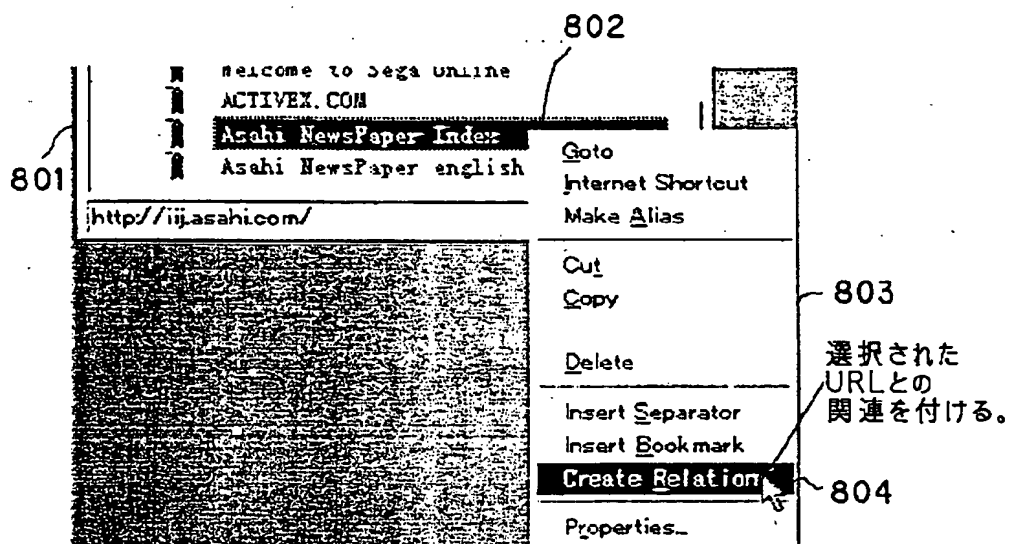 802
Welcome to Sega Online
ACTIVEX.COM
Asahi NewsPaper Index
Asahi NewsPaper english
801
http://iij.asahi.com/
Goto
Internet Shortcut
Make Alias
Cut
Copy
Delete
Insert Separator
Insert Bookmark
Create Relation
Properties...
803
選択された
URLとの
関連を付ける。
804